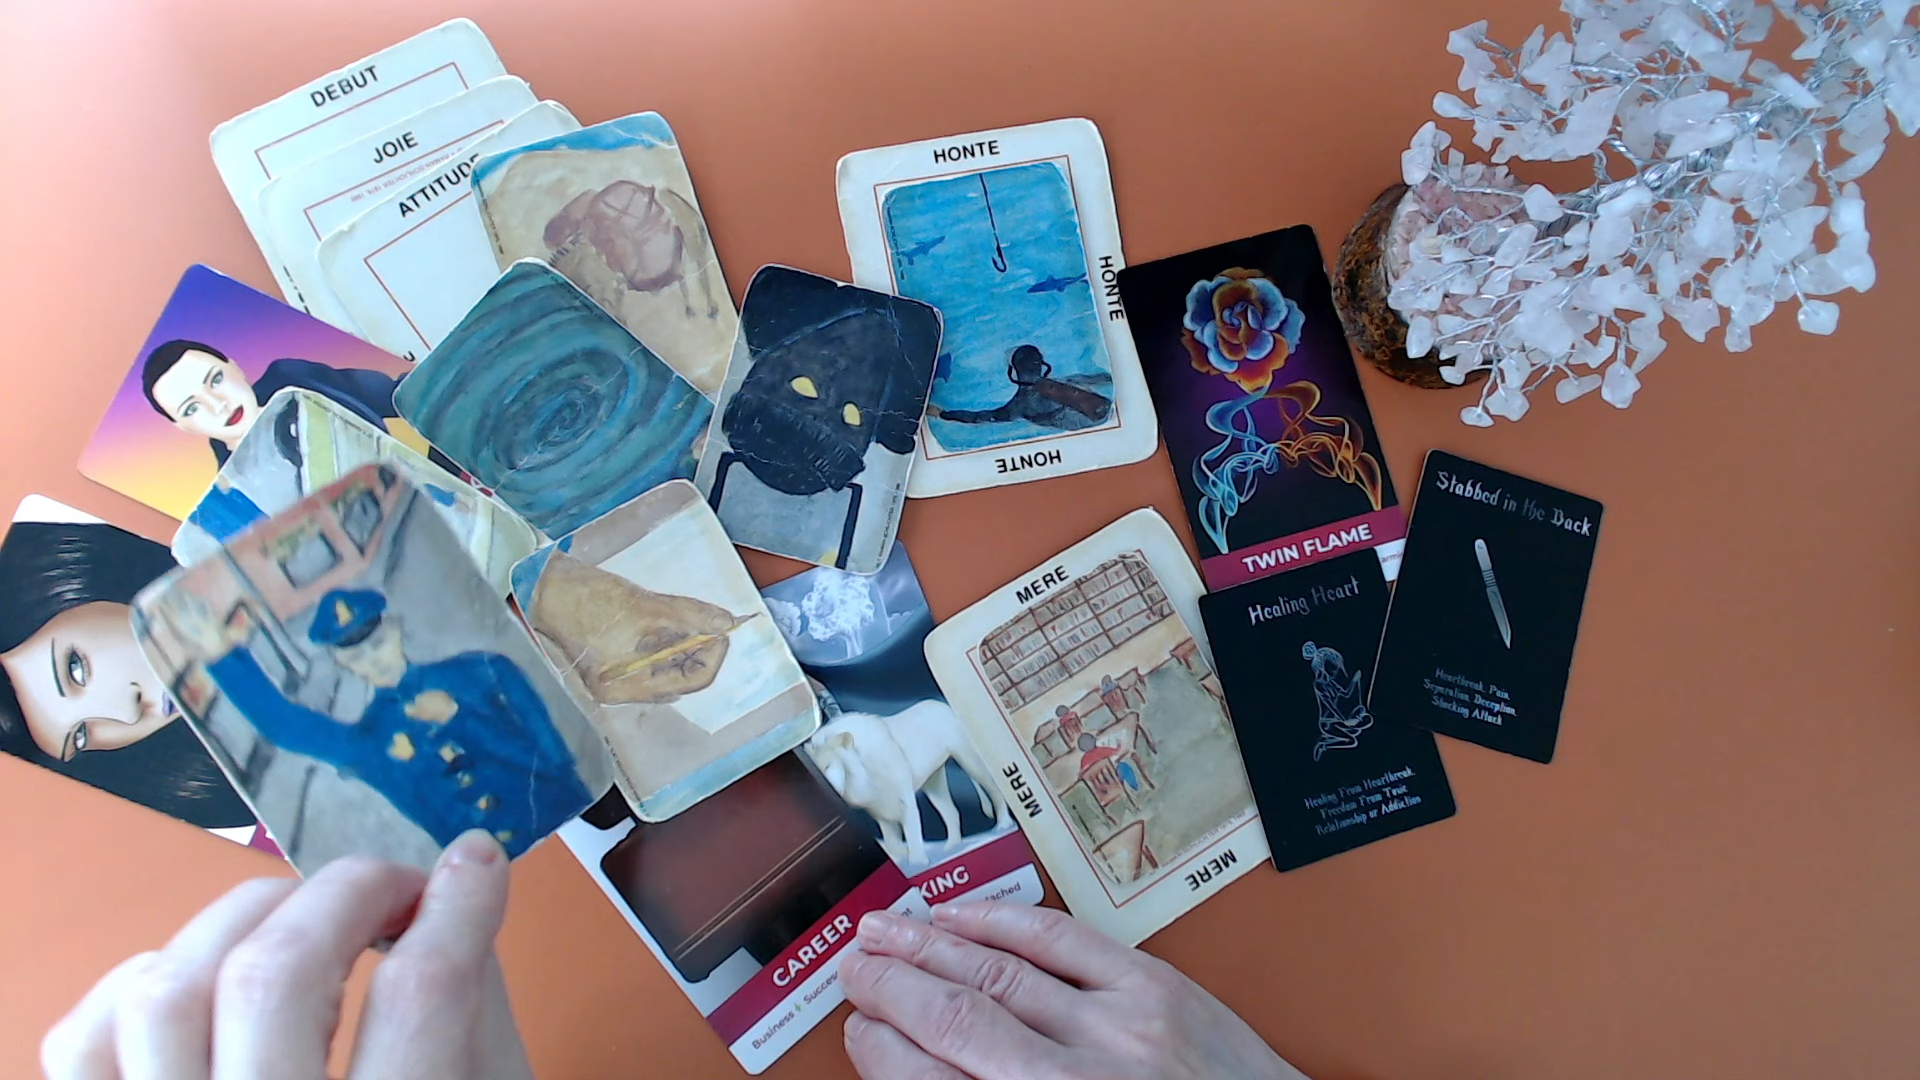 DEBUT
JOIE
ATTITUDE
HONTE
HONTE
HONTE
TWIN FLAME
Stabbed in the Back
Heartbreak, Pain,
Separation, Deception,
Shocking Attack
Healing Heart
Healing From Heartbreak,
Freedom From Toxic
Relationship or Addiction
MERE
MERE
MERE
KING
CAREER
Business